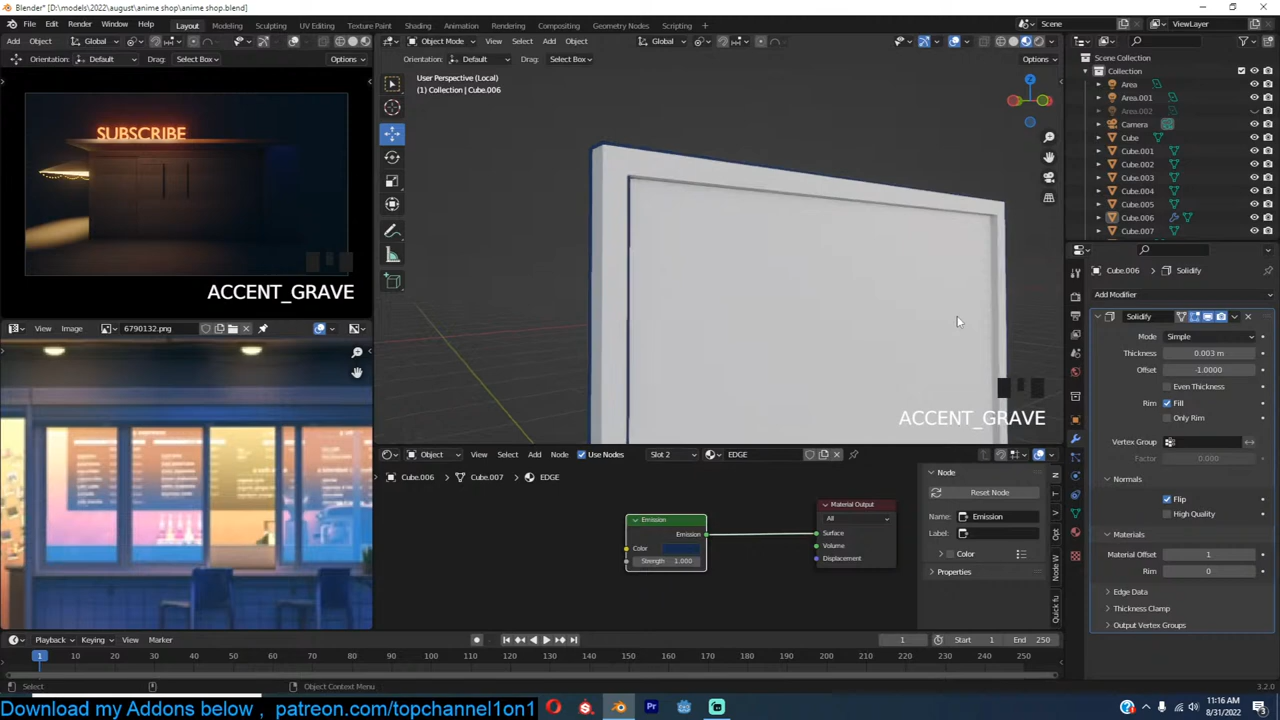 Blender* [D:\models\2022\august\anime shop\anime shop.blend]
File Edit Render Window Help Layout Modeling Sculpting UV Editing Texture Paint Shading Animation Rendering Compositing Geometry Nodes Scripting + Scene ViewLayer
Add Object Global Object Mode View Select Add Object Global
Orientation: Default Drag: Select Box Options Orientation: Default Drag: Select Box Options
User Perspective (Local)
(1) Collection | Cube.006
SUBSCRIBE
ACCENT_GRAVE
Scene Collection
Collection
Area
Area.001
Area.002
Camera
Cube
Cube.001
Cube.002
Cube.003
Cube.004
Cube.005
Cube.006
Cube.007
Z
View Image 6790132.png
ACCENT_GRAVE
Cube.006 Solidify
Add Modifier
Solidify
Mode Simple
Thickness 0.003 m
Offset -1.0000
Even Thickness
Rim Fill
Only Rim
Vertex Group
Factor 0.000
Normals
Flip
High Quality
Materials
Material Offset 1
Rim 0
Edge Data
Thickness Clamp
Output Vertex Groups
Object View Select Add Node Use Nodes Slot 2 EDGE
Cube.006 Cube.007 EDGE
Emission
Emission
Color
Strength 1.000
Material Output
All
Surface
Volume
Displacement
Node
Reset Node
Name: Emission
Label:
Color
Properties
N
T
V
Opt
Node W
Quick fu
Playback Keying View Marker 1 Start 1 End 250
1 10 20 30 40 50 60 70 80 90 100 110 120 130 140 150 160 170 180 190 200 210 220 230 240 250
Select Object Context Menu 3.2.0
Download my Addons below , patreon.com/topchannel1on1
11:16 AM
8/31/2022